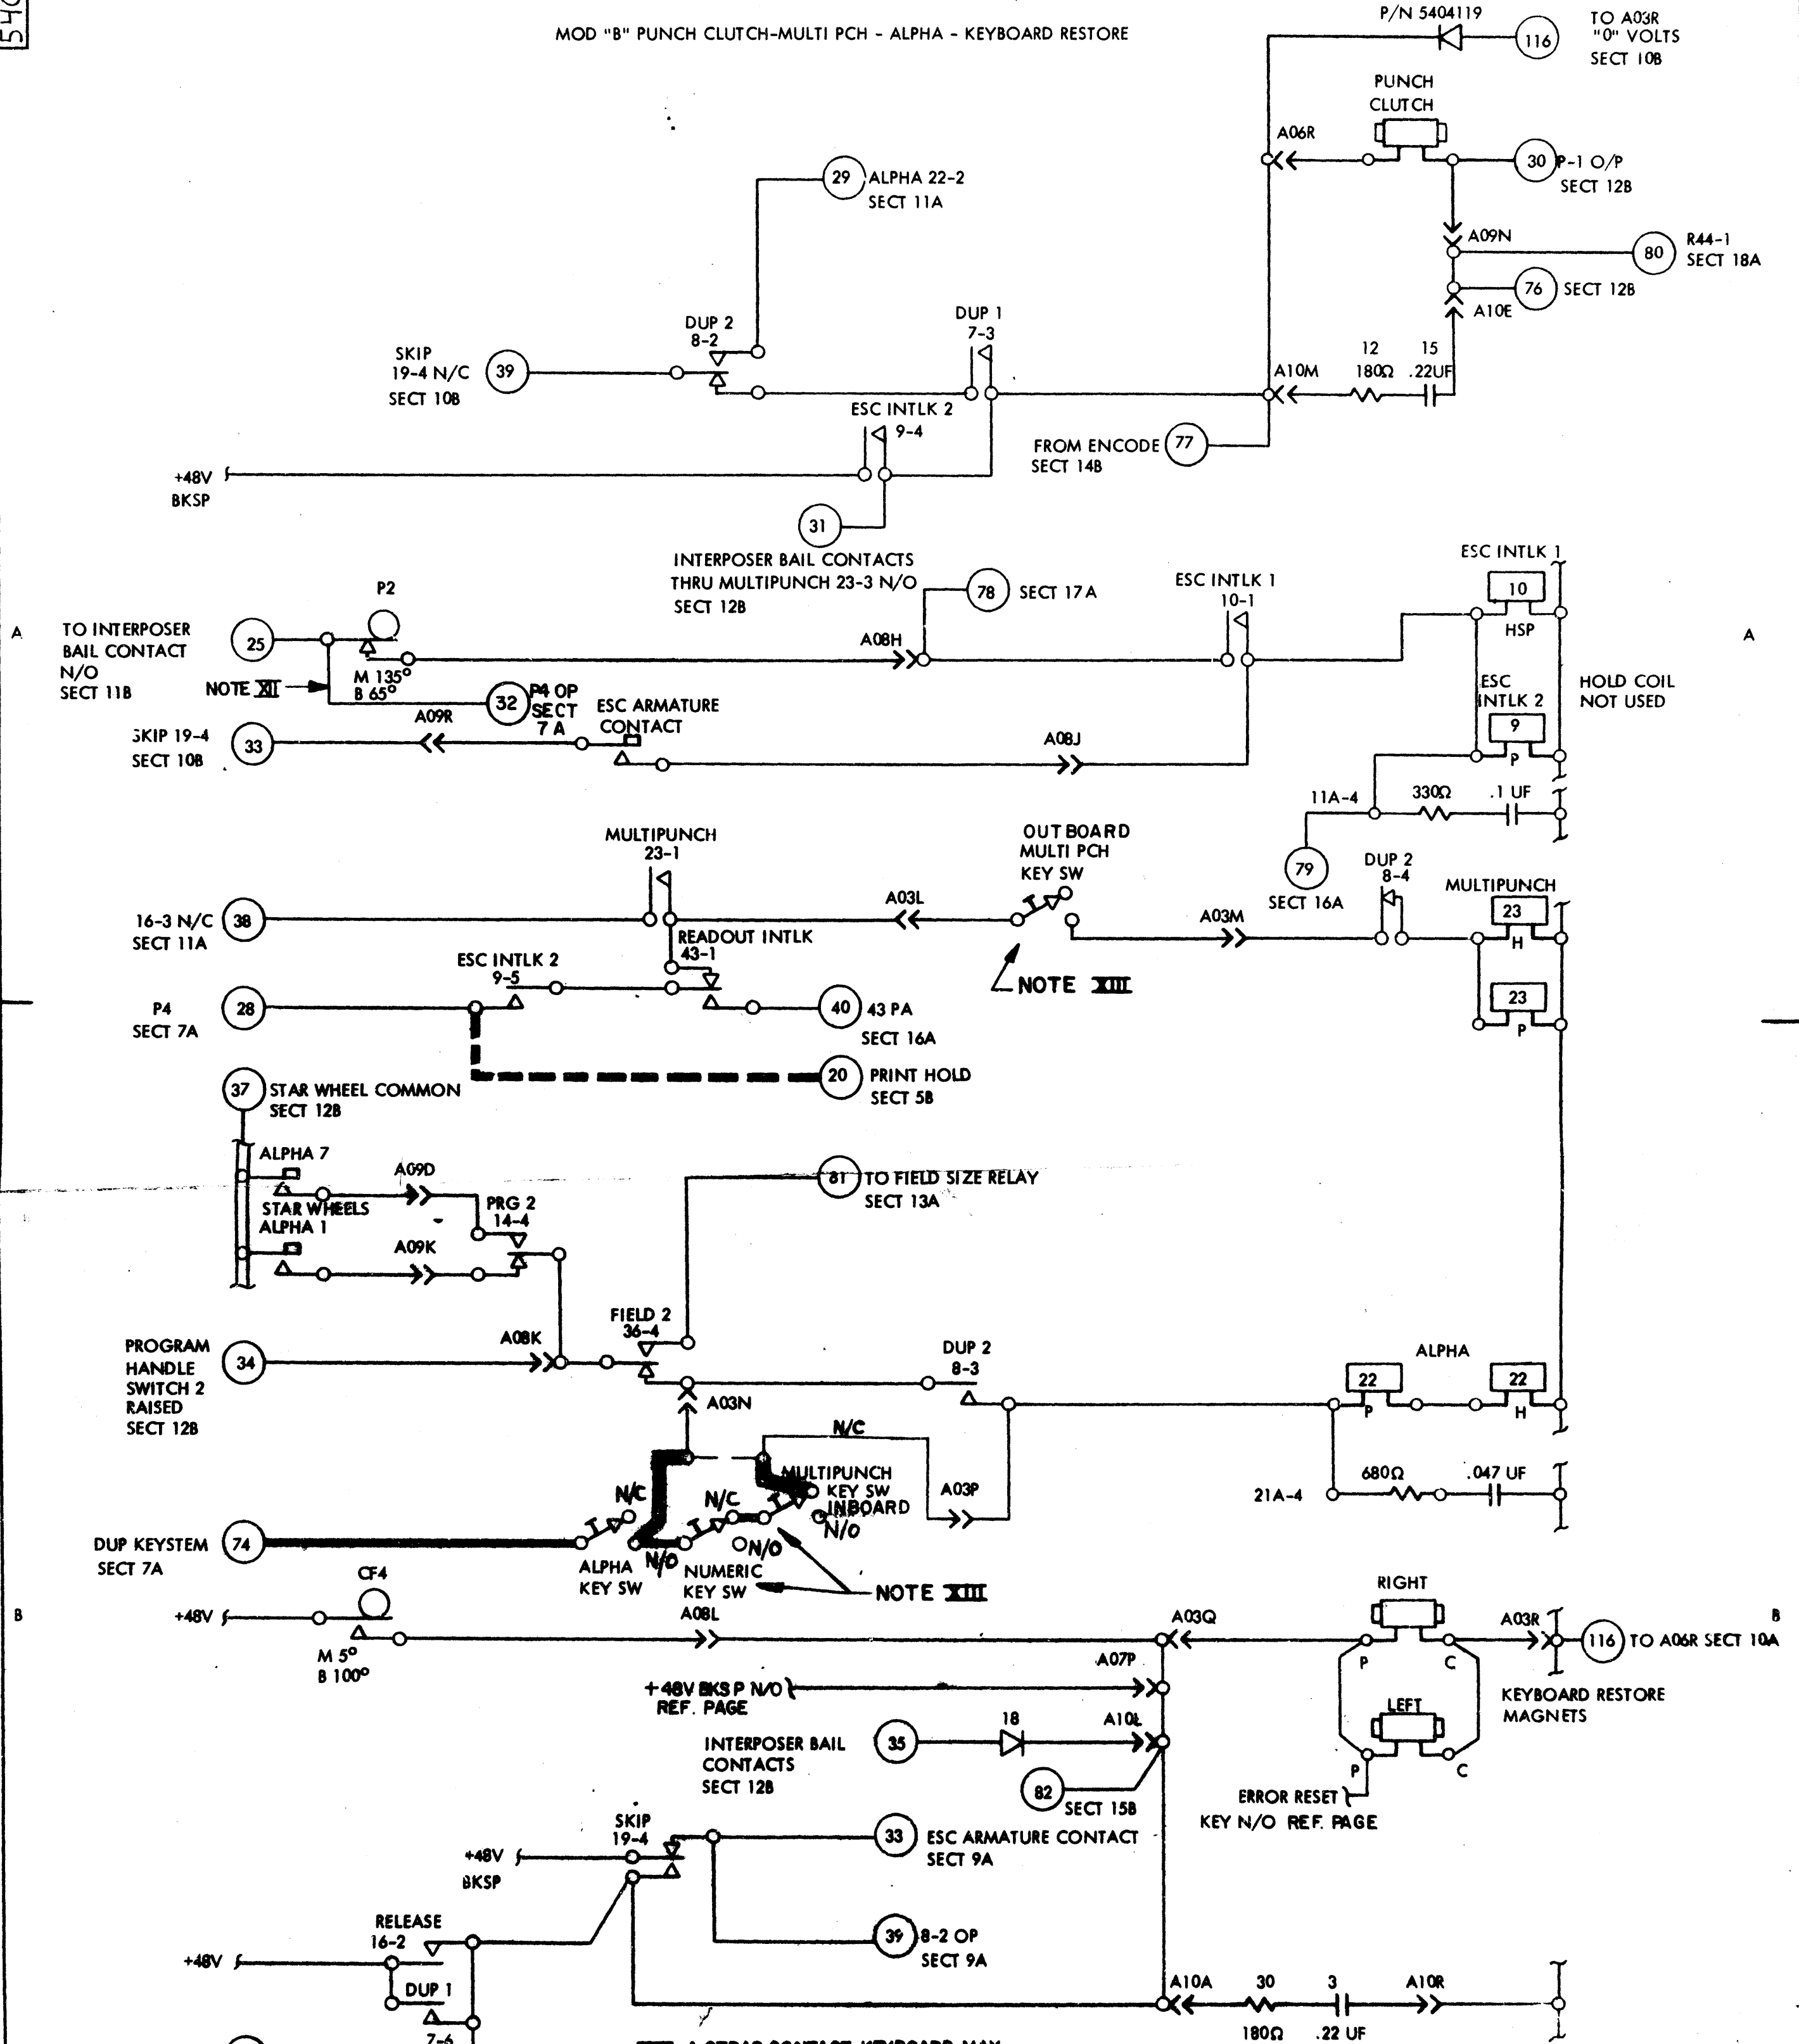 540
MOD "B" PUNCH CLUTCH-MULTI PCH - ALPHA - KEYBOARD RESTORE
P/N 5404119
116
TO A03R
"0" VOLTS
SECT 10B
PUNCH
CLUTCH
A06R
30
P-1 O/P
SECT 12B
29
ALPHA 22-2
SECT 11A
A09N
80
R44-1
SECT 18A
76
SECT 12B
A10E
DUP 1
7-3
DUP 2
8-2
SKIP
19-4 N/C
SECT 10B
39
12
180Ω
15
.22UF
A10M
ESC INTLK 2
9-4
FROM ENCODE
SECT 14B
77
+48V
BKSP
31
INTERPOSER BAIL CONTACTS
THRU MULTIPUNCH 23-3 N/O
SECT 12B
78
SECT 17A
ESC INTLK 1
10-1
ESC INTLK 1
10
HSP
P2
A
TO INTERPOSER
BAIL CONTACT
N/O
SECT 11B
25
A08H
A
M 135°
B 65°
NOTE XII
32
P4 OP
SECT
7 A
ESC ARMATURE
CONTACT
ESC
INTLK 2
9
P
HOLD COIL
NOT USED
A09R
SKIP 19-4
SECT 10B
33
A08J
11A-4
330Ω
.1 UF
79
SECT 16A
MULTIPUNCH
23-1
OUT BOARD
MULTI PCH
KEY SW
DUP 2
8-4
MULTIPUNCH
23
H
16-3 N/C
SECT 11A
38
A03L
A03M
READOUT INTLK
43-1
ESC INTLK 2
9-5
NOTE XIII
23
P
P4
SECT 7A
28
40
43 PA
SECT 16A
20
PRINT HOLD
SECT 5B
37
STAR WHEEL COMMON
SECT 12B
ALPHA 7
A09D
STAR WHEELS
ALPHA 1
PRG 2
14-4
A09K
81
TO FIELD SIZE RELAY
SECT 13A
FIELD 2
36-4
PROGRAM
HANDLE
SWITCH 2
RAISED
SECT 12B
34
A08K
DUP 2
8-3
ALPHA
22
P
22
H
A03N
N/C
MULTIPUNCH
KEY SW
INBOARD
N/O
A03P
N/C
N/C
21A-4
680Ω
.047 UF
DUP KEYSTEM
SECT 7A
74
N/O
N/O
ALPHA
KEY SW
NUMERIC
KEY SW
NOTE XIII
CF4
B
+48V
M 5°
B 100°
A08L
A03Q
RIGHT
P
C
A03R
116
TO A06R SECT 10A
B
A07P
+48V BKSP N/O
REF. PAGE
LEFT
P
C
KEYBOARD RESTORE
MAGNETS
INTERPOSER BAIL
CONTACTS
SECT 12B
35
18
A10L
82
SECT 15B
ERROR RESET
KEY N/O REF. PAGE
SKIP
19-4
+48V
BKSP
33
ESC ARMATURE CONTACT
SECT 9A
39
8-2 OP
SECT 9A
RELEASE
16-2
+48V
DUP 1
7-6
A10A
30
180Ω
3
.22 UF
A10R